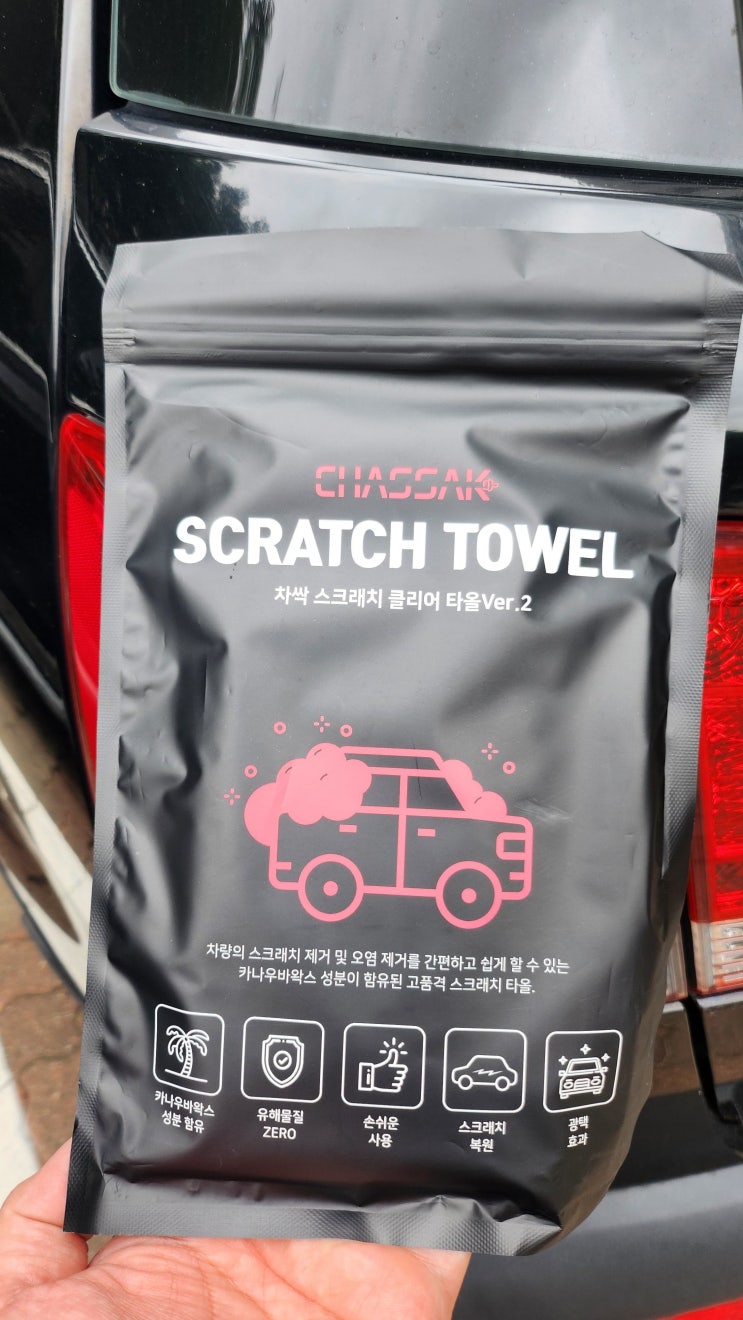 CHASSAK
SCRATCH TOWEL
차싹 스크래치 클리어 타올Ver.2
차량의 스크래치 제거 및 오염 제거를 간편하고 쉽게 할 수 있는
카나우바왁스 성분이 함유된 고품격 스크래치 타올.
카나우바왁스
성분 함유
유해물질
ZERO
손쉬운
사용
스크래치
복원
광택
효과